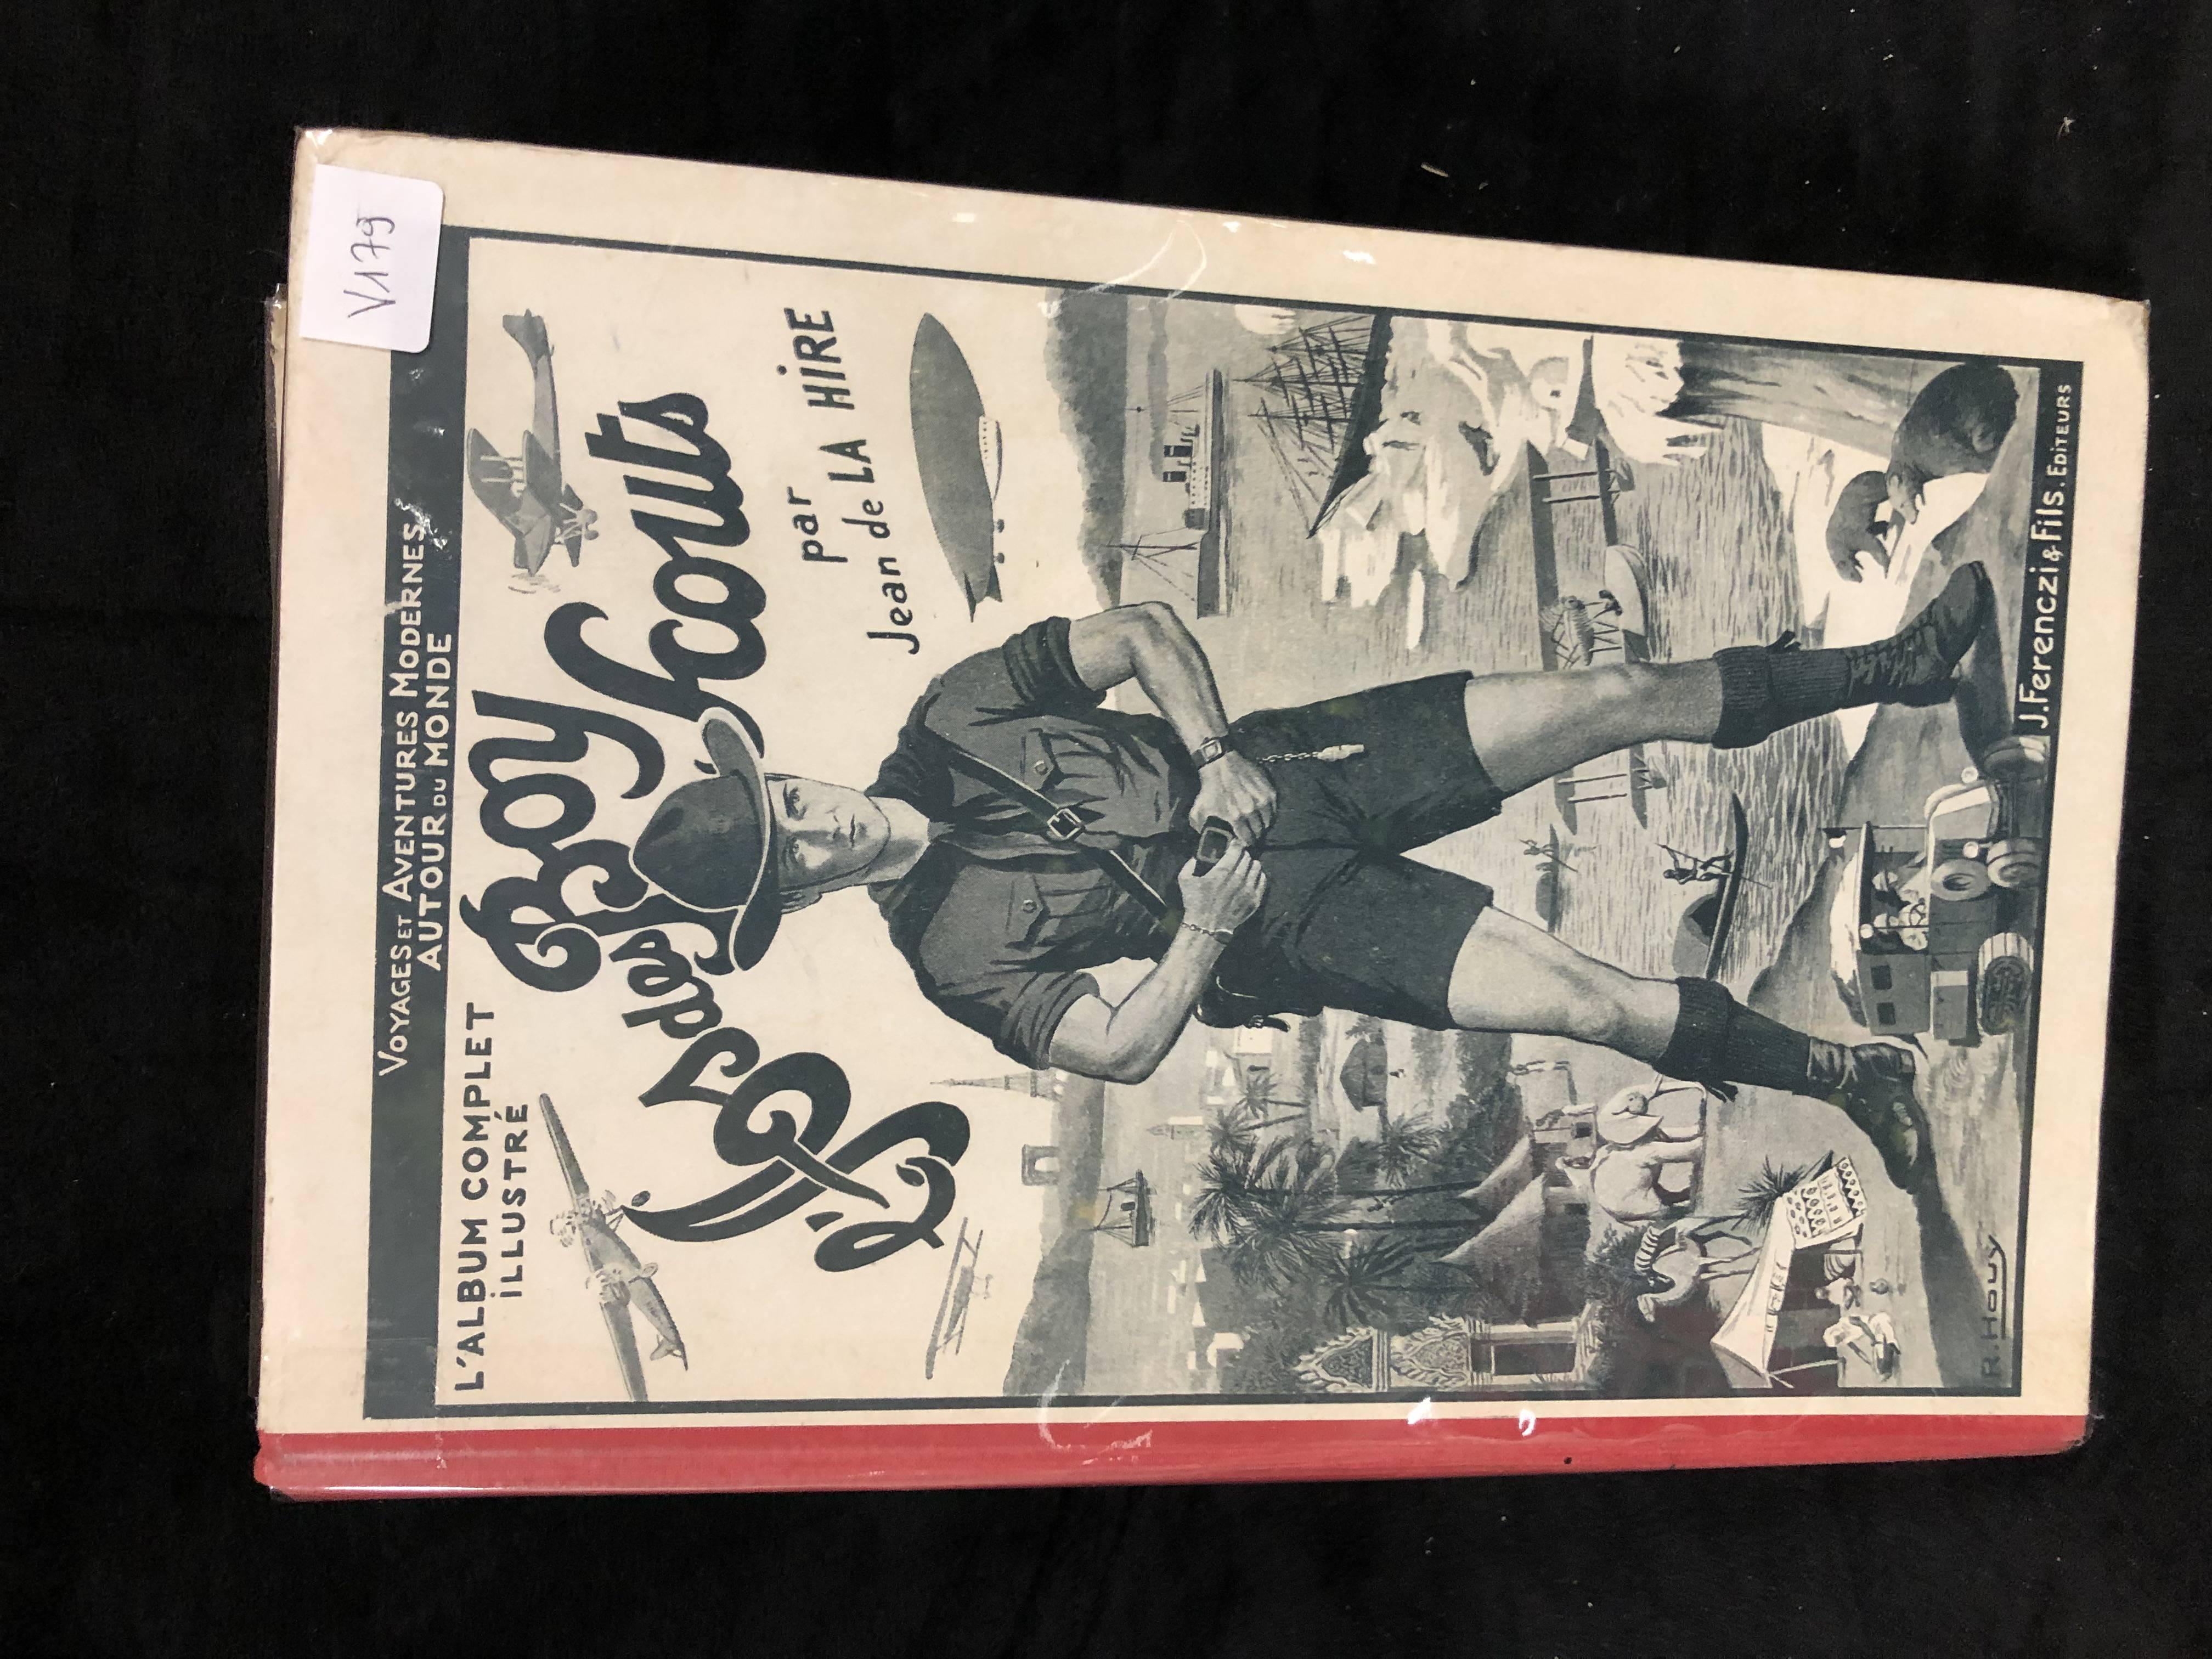 V179
VOYAGES ET AVENTURES MODERNES
AUTOUR DU MONDE
L'ALBUM COMPLET
ILLUSTRÉ
L'As des
Boy Scouts
par
Jean de LA HIRE
R. HOUY
J. Ferenczi & Fils. EDITEURS